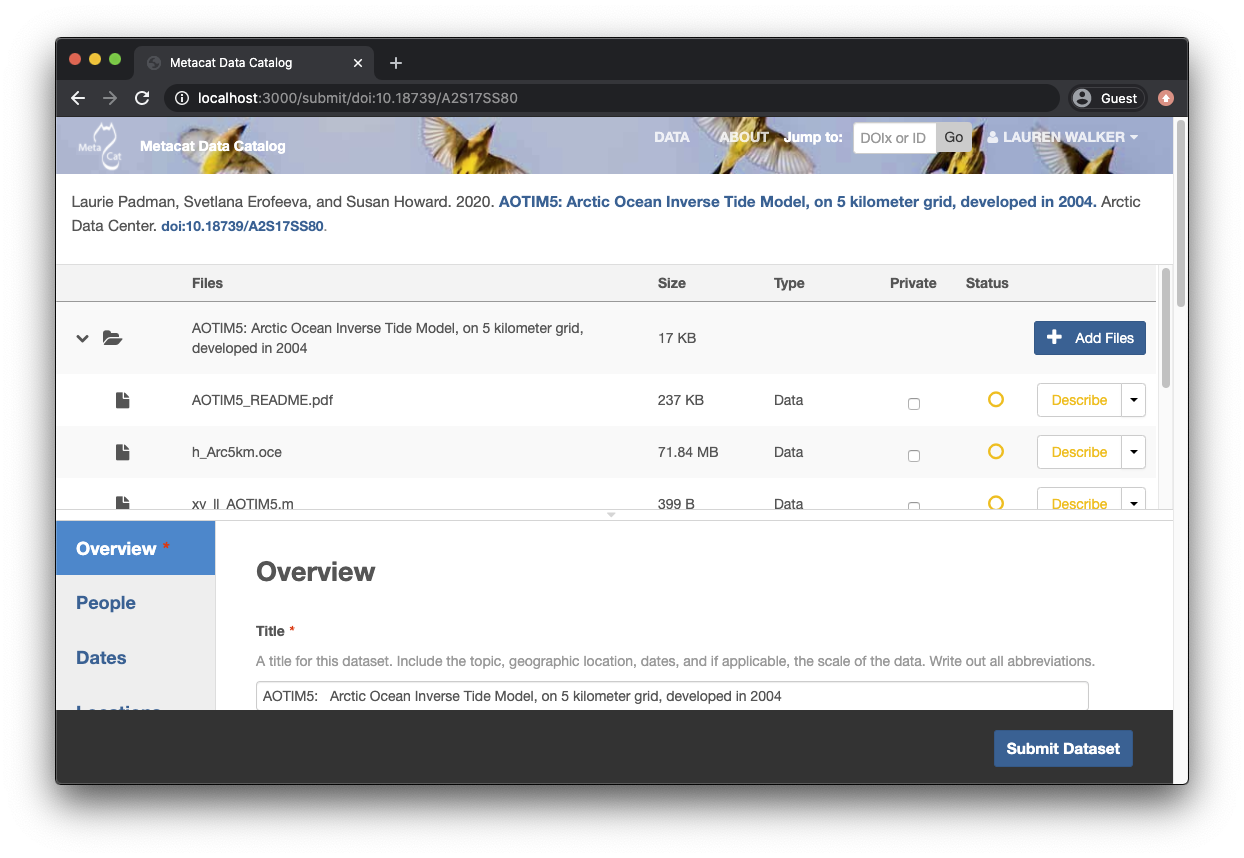 Metacat Data Catalog
localhost:3000/submit/doi:10.18739/A2S17SS80
Guest
Meta Cat
Metacat Data Catalog
DATA ABOUT Jump to: DOIx or ID Go LAUREN WALKER
Laurie Padman, Svetlana Erofeeva, and Susan Howard. 2020. AOTIM5: Arctic Ocean Inverse Tide Model, on 5 kilometer grid, developed in 2004. Arctic
Data Center. doi:10.18739/A2S17SS80.
Files Size Type Private Status
AOTIM5: Arctic Ocean Inverse Tide Model, on 5 kilometer grid,
developed in 2004
17 KB
Add Files
AOTIM5_README.pdf 237 KB Data Describe
h_Arc5km.oce 71.84 MB Data Describe
xy_ll_AOTIM5.m 399 B Data Describe
Overview *
People
Dates
Locations
Overview
Title *
A title for this dataset. Include the topic, geographic location, dates, and if applicable, the scale of the data. Write out all abbreviations.
AOTIM5: Arctic Ocean Inverse Tide Model, on 5 kilometer grid, developed in 2004
Submit Dataset